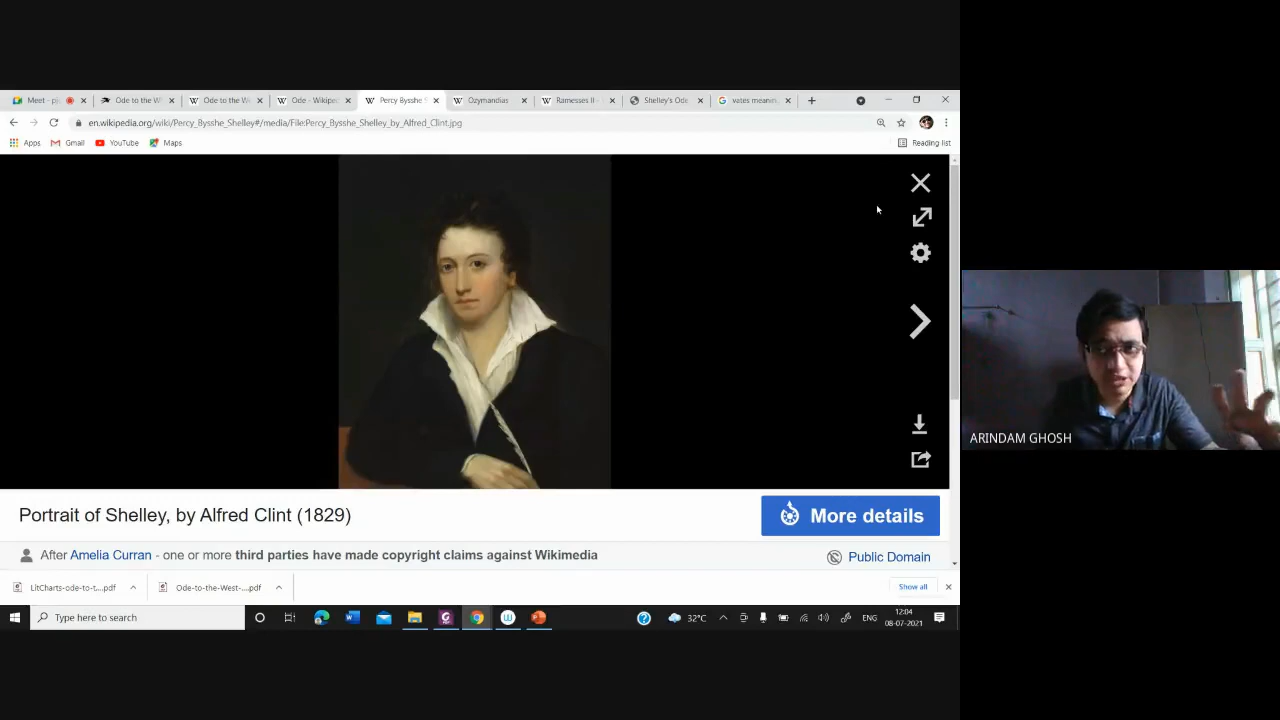 Meet - pj
Ode to the W
Ode to the We
Ode - Wikiped
Percy Bysshe S
Ozymandias
Ramesses II -
Shelley's Ode
vates meanin
en.wikipedia.org/wiki/Percy_Bysshe_Shelley#/media/File:Percy_Bysshe_Shelley_by_Alfred_Clint.jpg
Apps Gmail YouTube Maps Reading list
ARINDAM GHOSH
Portrait of Shelley, by Alfred Clint (1829) More details
After Amelia Curran - one or more third parties have made copyright claims against Wikimedia Public Domain
LitCharts-ode-to-t....pdf Ode-to-the-West-....pdf Show all
Type here to search 32°C ENG 12:04
08-07-2021